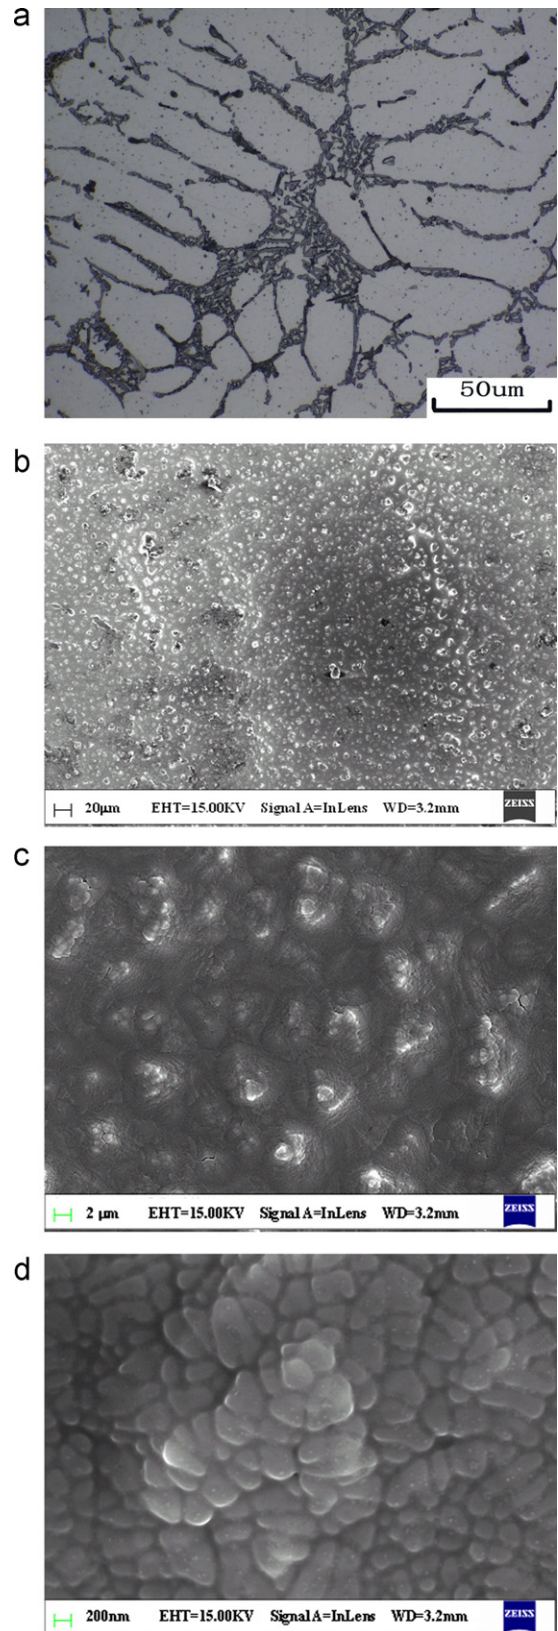 a
50um
b
20μm EHT=15.00KV Signal A=InLens WD=3.2mm ZEISS
c
2 μm EHT=15.00KV Signal A=InLens WD=3.2mm ZEISS
d
200nm EHT=15.00KV Signal A=InLens WD=3.2mm ZEISS